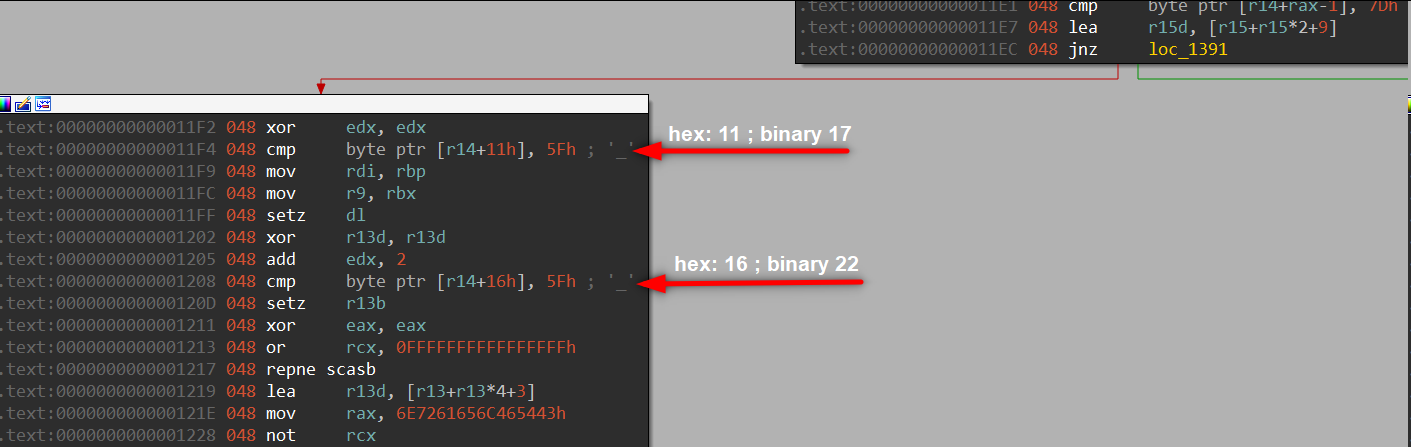 .text:00000000000011E1 048 cmp byte ptr [r14+rax-1], 7Dh
.text:00000000000011E7 048 lea r15d, [r15+r15*2+9]
.text:00000000000011EC 048 jnz loc_1391
.text:00000000000011F2 048 xor edx, edx
.text:00000000000011F4 048 cmp byte ptr [r14+11h], 5Fh ; '_' hex: 11 ; binary 17
.text:00000000000011F9 048 mov rdi, rbp
.text:00000000000011FC 048 mov r9, rbx
.text:00000000000011FF 048 setz dl
.text:0000000000001202 048 xor r13d, r13d
.text:0000000000001205 048 add edx, 2
.text:0000000000001208 048 cmp byte ptr [r14+16h], 5Fh ; '_' hex: 16 ; binary 22
.text:000000000000120D 048 setz r13b
.text:0000000000001211 048 xor eax, eax
.text:0000000000001213 048 or rcx, 0FFFFFFFFFFFFFFFFh
.text:0000000000001217 048 repne scasb
.text:0000000000001219 048 lea r13d, [r13+r13*4+3]
.text:000000000000121E 048 mov rax, 6E7261656C465443h
.text:0000000000001228 048 not rcx